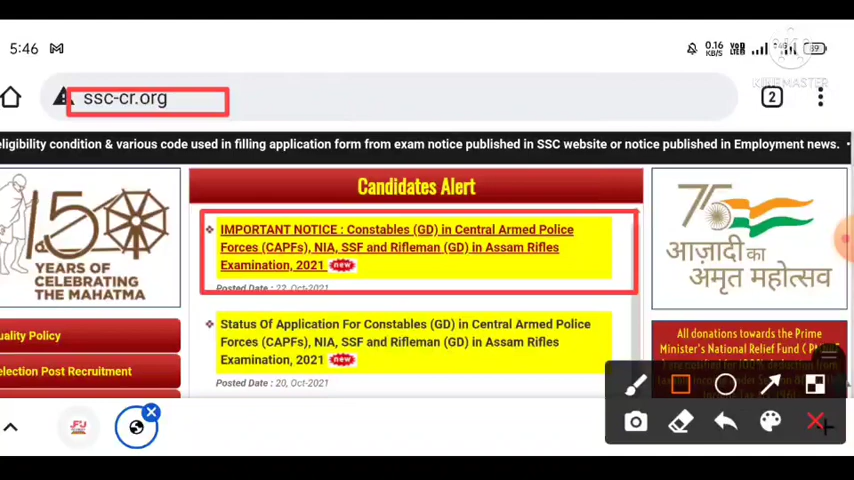 5:46
0.16
KB/S
89
KINEMASTER
ssc-cr.org
2
eligibility condition & various code used in filling application form from exam notice published in SSC website or notice published in Employment news.
150
YEARS OF
CELEBRATING
THE MAHATMA
Candidates Alert
IMPORTANT NOTICE : Constables (GD) in Central Armed Police
Forces (CAPFs), NIA, SSF and Rifleman (GD) in Assam Rifles
Examination, 2021 new
Posted Date : 22, Oct-2021
Status Of Application For Constables (GD) in Central Armed Police
Forces (CAPFs), NIA, SSF and Rifleman (GD) in Assam Rifles
Examination, 2021 new
Posted Date : 20, Oct-2021
75
आज़ादी का
अमृत महोत्सव
uality Policy
election Post Recruitment
All donations towards the Prime
Minister's National Relief Fund